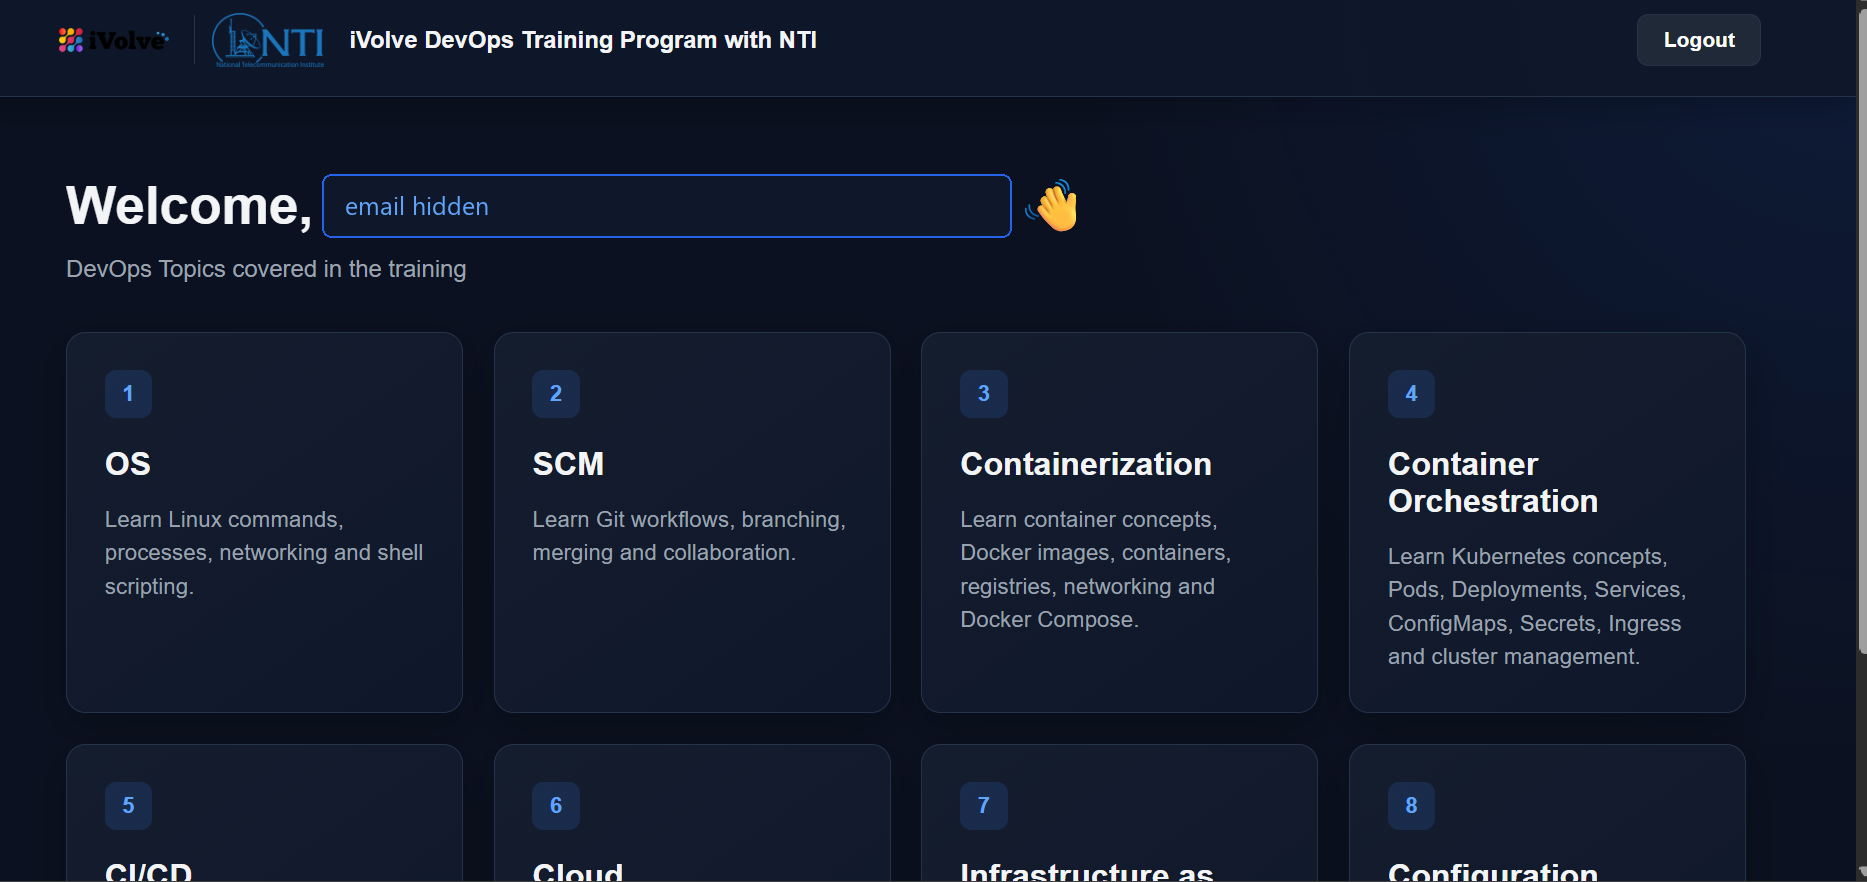 iVolve
NTI
National Telecommunication Institute
iVolve DevOps Training Program with NTI
Logout
Welcome, email hidden 👋
DevOps Topics covered in the training
1
OS
Learn Linux commands,
processes, networking and shell
scripting.
2
SCM
Learn Git workflows, branching,
merging and collaboration.
3
Containerization
Learn container concepts,
Docker images, containers,
registries, networking and
Docker Compose.
4
Container
Orchestration
Learn Kubernetes concepts,
Pods, Deployments, Services,
ConfigMaps, Secrets, Ingress
and cluster management.
5
CI/CD
6
Cloud
7
Infrastructure as
8
Configuration